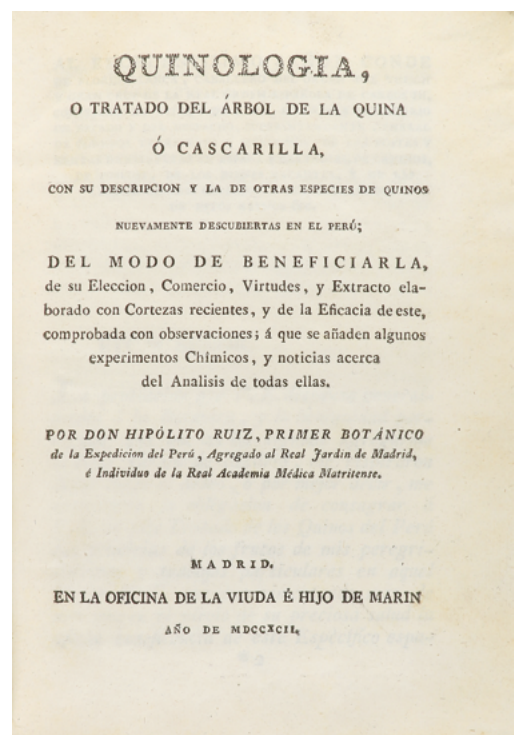 QUINOLOGIA,
O TRATADO DEL ÁRBOL DE LA QUINA
Ó CASCARILLA,
CON SU DESCRIPCION Y LA DE OTRAS ESPECIES DE QUINOS
NUEVAMENTE DESCUBIERTAS EN EL PERÚ;
DEL MODO DE BENEFICIARLA,
de su Eleccion, Comercio, Virtudes, y Extracto ela-
borado con Cortezas recientes, y de la Eficacia de este,
comprobada con observaciones; á que se añaden algunos
experimentos Chîmicos, y noticias acerca
del Analisis de todas ellas.
POR DON HIPÓLITO RUIZ, PRIMER BOTÁNICO
de la Expedicion del Perú, Agregado al Real Jardin de Madrid,
é Individuo de la Real Academia Médica Matritense.
MADRID.
EN LA OFICINA DE LA VIUDA É HIJO DE MARIN
AÑO DE MDCCXCII.